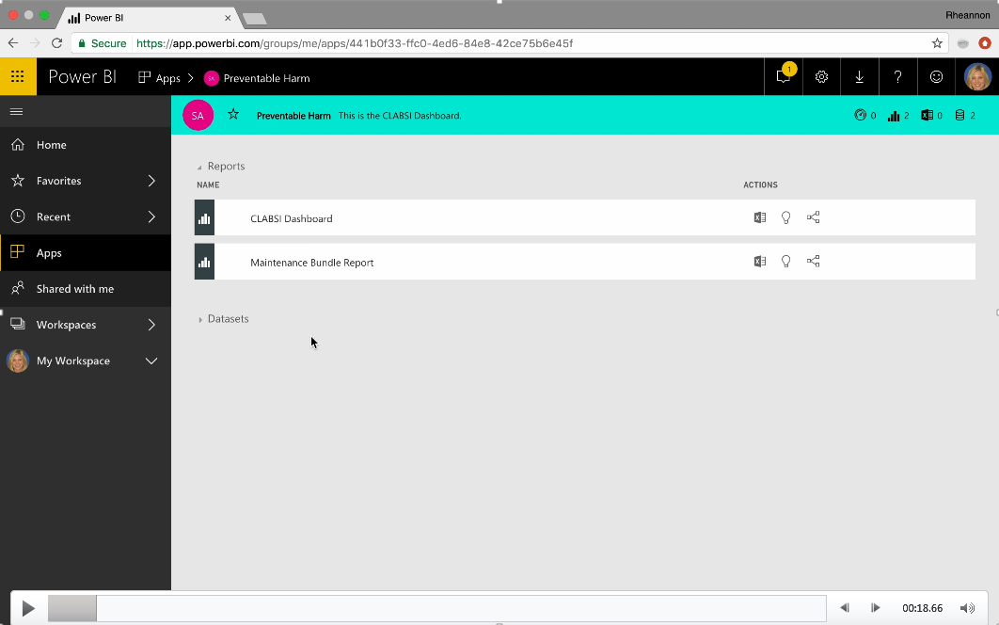 Power BI
Rheannon
Secure https://app.powerbi.com/groups/me/apps/441b0f33-ffc0-4ed6-84e8-42ce75b6e45f
Power BI Apps > SA Preventable Harm 1 ?
SA Preventable Harm This is the CLABSI Dashboard. 0 2 0 2
Home
Favorites
Recent
Apps
Shared with me
Workspaces
My Workspace
Reports
NAME ACTIONS
CLABSI Dashboard
Maintenance Bundle Report
Datasets
00:18.66